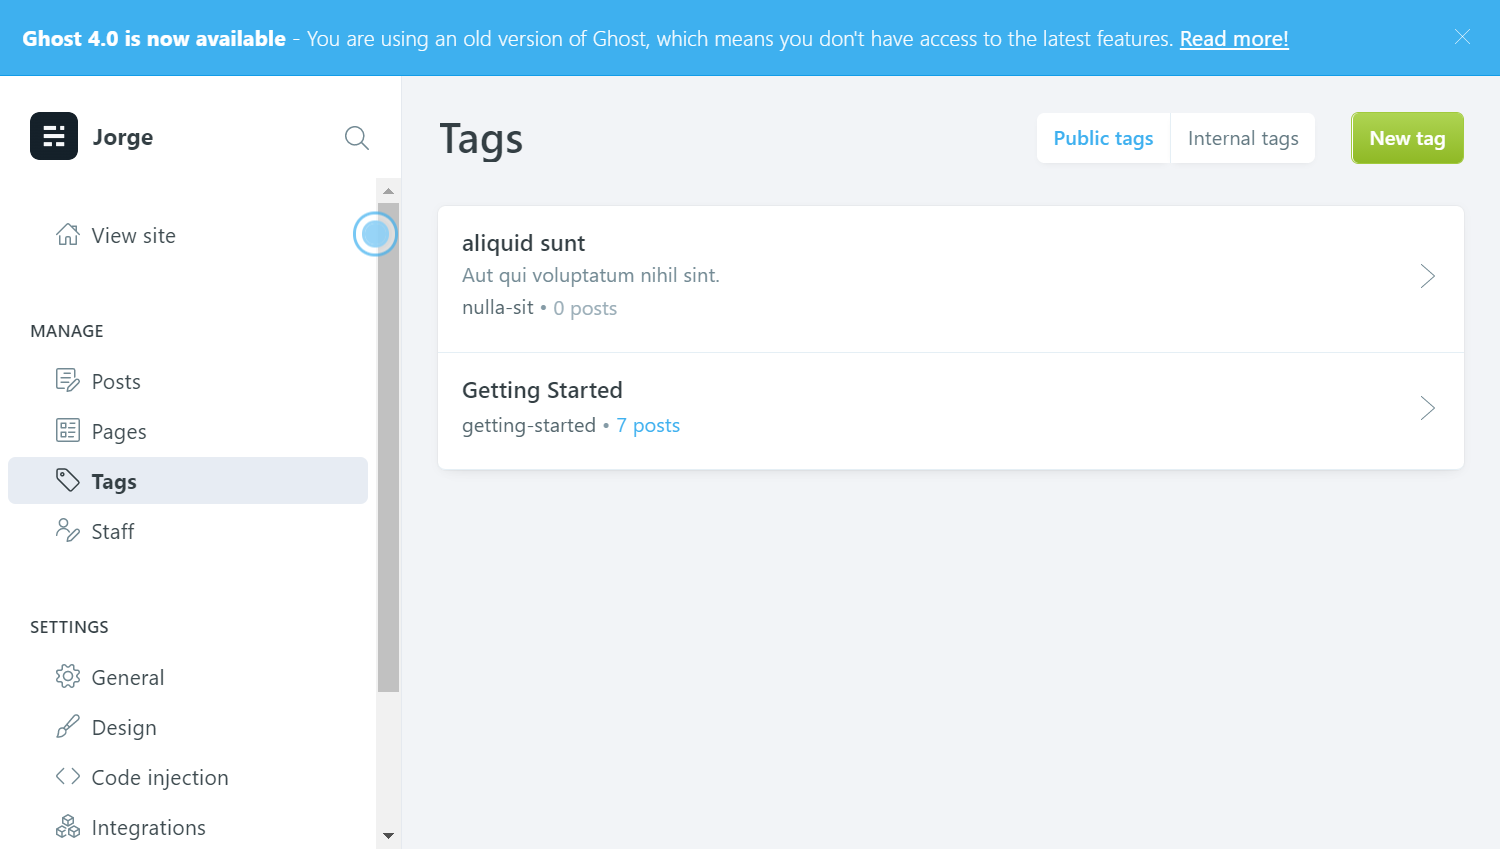 Ghost 4.0 is now available - You are using an old version of Ghost, which means you don't have access to the latest features. Read more!
Jorge
View site
MANAGE
Posts
Pages
Tags
Staff
SETTINGS
General
Design
Code injection
Integrations
Tags
Public tags
Internal tags
New tag
aliquid sunt
Aut qui voluptatum nihil sint.
nulla-sit • 0 posts
Getting Started
getting-started • 7 posts